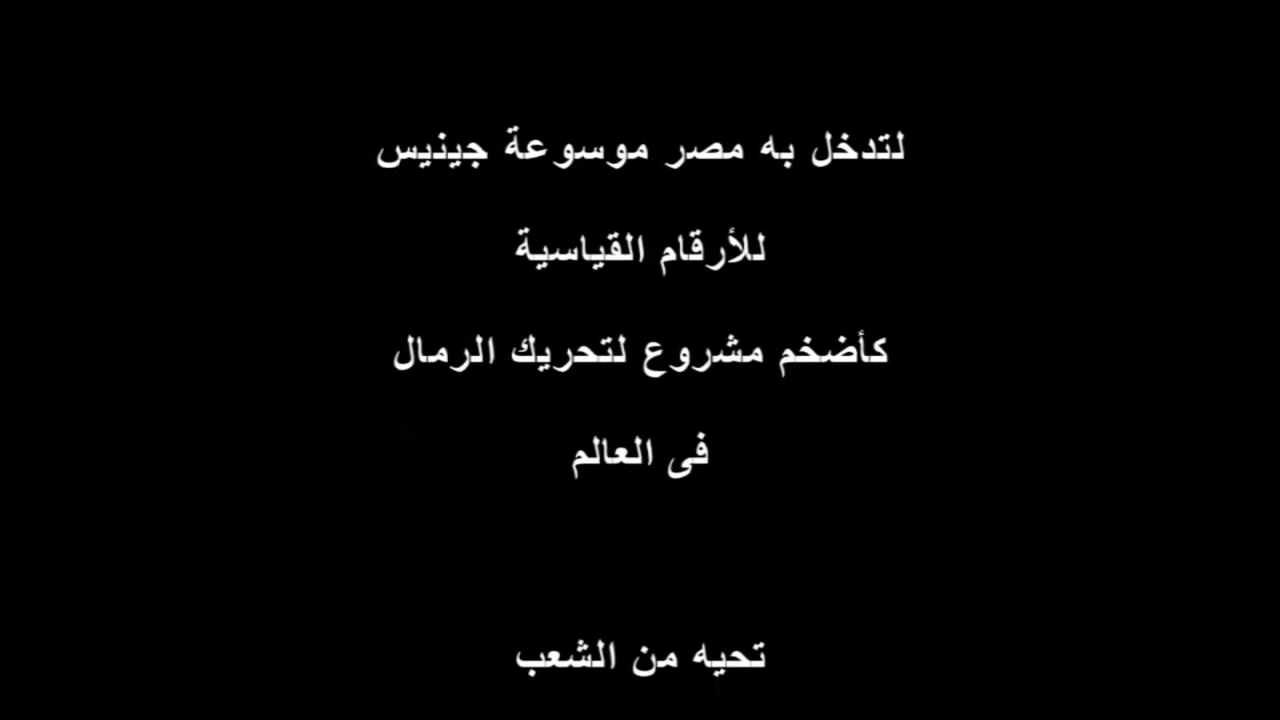 لتدخل به مصر موسوعة جينيس
للأرقام القياسية
كأضخم مشروع لتحريك الرمال
فى العالم
تحيه من الشعب